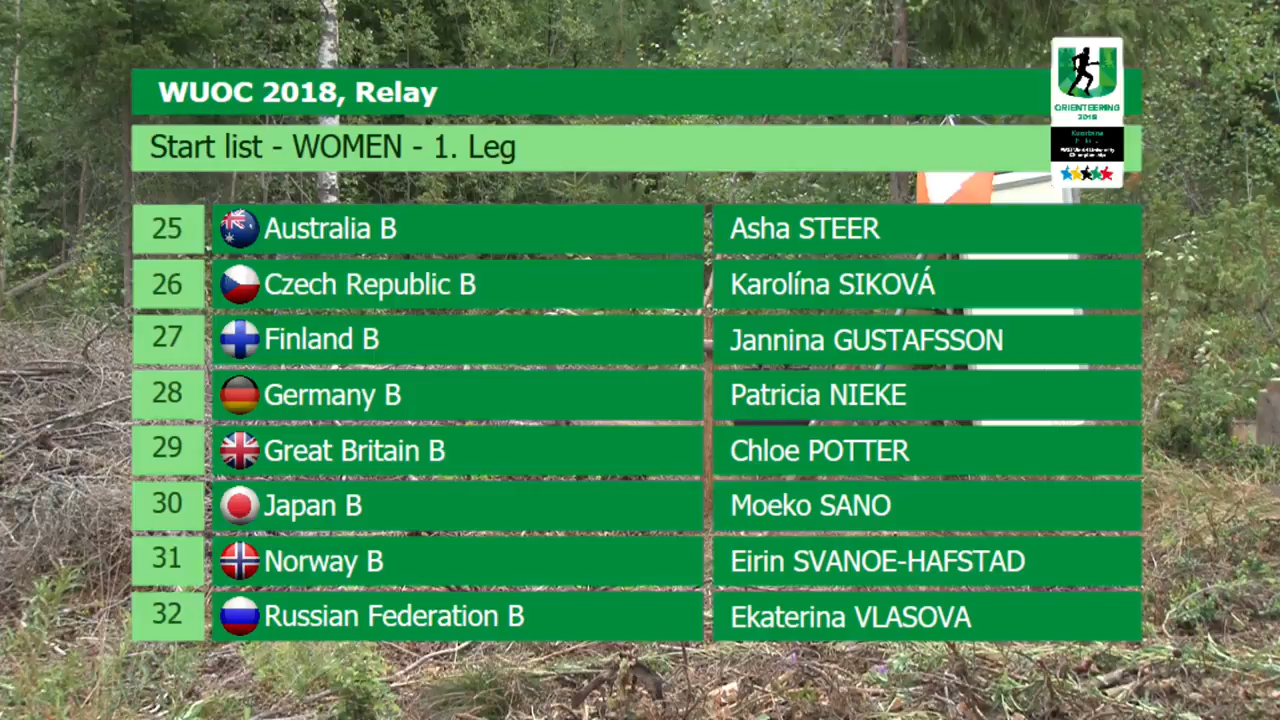 WUOC 2018, Relay
ORIENTEERING
2018
Start list - WOMEN - 1. Leg
25 Australia B Asha STEER
26 Czech Republic B Karolína SIKOVÁ
27 Finland B Jannina GUSTAFSSON
28 Germany B Patricia NIEKE
29 Great Britain B Chloe POTTER
30 Japan B Moeko SANO
31 Norway B Eirin SVANOE-HAFSTAD
32 Russian Federation B Ekaterina VLASOVA